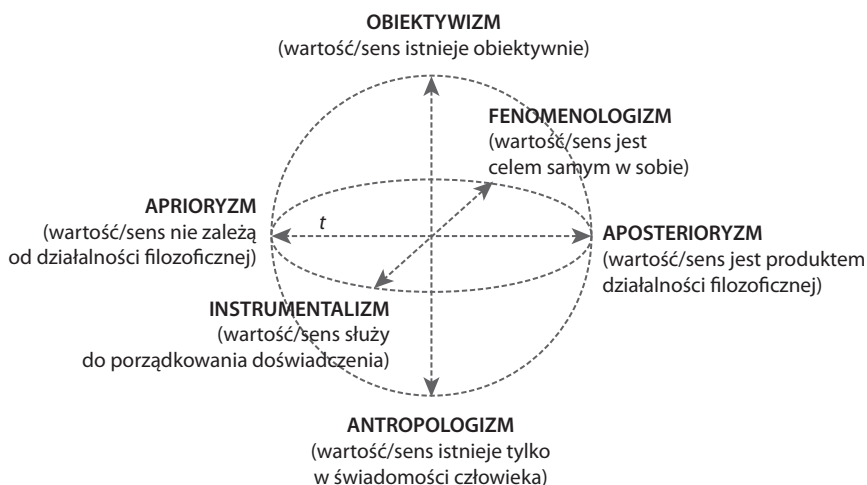 OBIEKTYWIZM
(wartość/sens istnieje obiektywnie)
FENOMENOLOGIZM
(wartość/sens jest
celem samym w sobie)
APRIORYZM
(wartość/sens nie zależą
od działalności filozoficznej)
t
APOSTERIORYZM
(wartość/sens jest produktem
działalności filozoficznej)
INSTRUMENTALIZM
(wartość/sens służy
do porządkowania doświadczenia)
ANTROPOLOGIZM
(wartość/sens istnieje tylko
w świadomości człowieka)